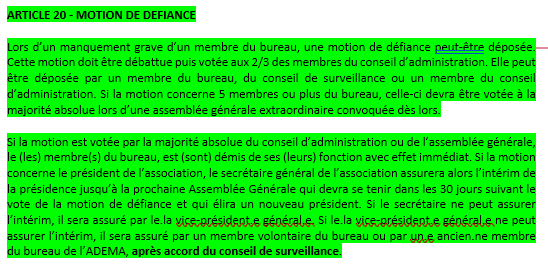 ARTICLE 20 - MOTION DE DEFIANCE
Lors d'un manquement grave d'un membre du bureau, une motion de défiance peut-être déposée.
Cette motion doit être débattue puis votée aux 2/3 des membres du conseil d'administration. Elle peut
être déposée par un membre du bureau, du conseil de surveillance ou un membre du conseil
d'administration. Si la motion concerne 5 membres ou plus du bureau, celle-ci devra être votée à la
majorité absolue lors d'une assemblée générale extraordinaire convoquée dès lors.
Si la motion est votée par la majorité absolue du conseil d'administration ou de l'assemblée générale,
le (les) membre(s) du bureau, est (sont) démis de ses (leurs) fonction avec effet immédiat. Si la motion
concerne le président de l'association, le secrétaire général de l'association assurera alors l'intérim de
la présidence jusqu'à la prochaine Assemblée Générale qui devra se tenir dans les 30 jours suivant le
vote de la motion de défiance et qui élira un nouveau président. Si le secrétaire ne peut assurer
l'intérim, il sera assuré par le.la vice-président.e général.e. Si le.la vice-président.e général.e ne peut
assurer l'intérim, il sera assuré par un membre volontaire du bureau ou par un.e ancien.ne membre
du bureau de l'ADEMA, après accord du conseil de surveillance.